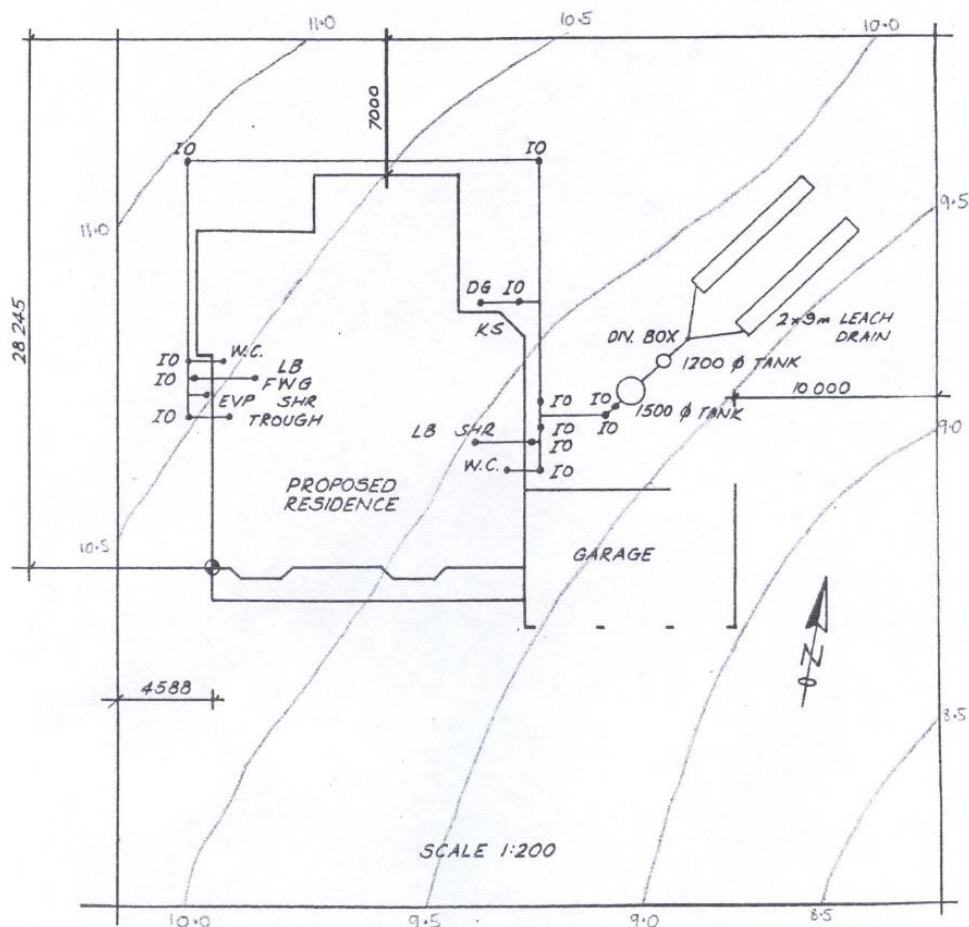 11.0
10.5
10.0
7000
IO
IO
11.0
9.5
28 245
DG IO
KS
2 x 9m LEACH
DRAIN
DIV. BOX
1200 Ø TANK
10 000
IO
W.C.
IO
LB
FWG
EVP SHR
IO
TROUGH
IO
IO
1500 Ø TANK
IO
9.0
LB SHR
IO
W.C.
IO
PROPOSED
RESIDENCE
10.5
GARAGE
4588
N
8.5
SCALE 1:200
10.0
9.5
9.0
8.5